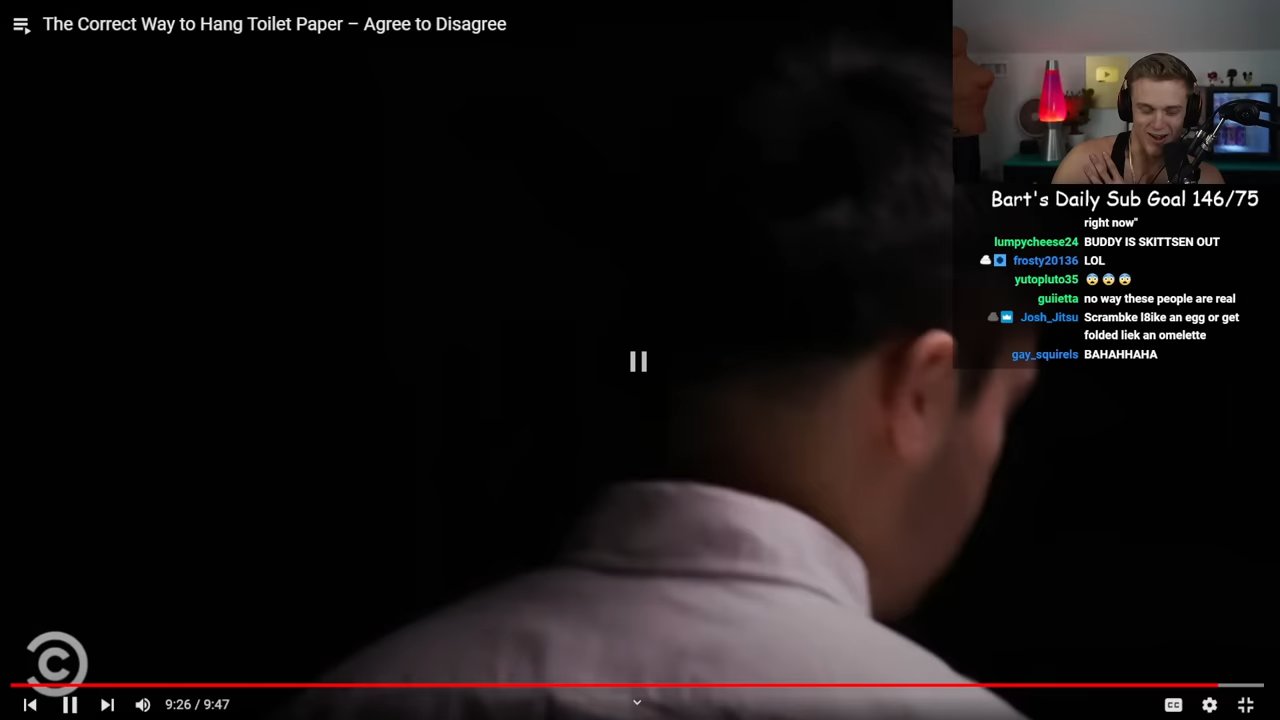 The Correct Way to Hang Toilet Paper – Agree to Disagree
Bart's Daily Sub Goal 146/75
right now"
lumpycheese24 BUDDY IS SKITTSEN OUT
frosty20136 LOL
yutopluto35 😨 😨 😨
guiietta no way these people are real
Josh_Jitsu Scrambke l8ike an egg or get
folded liek an omelette
gay_squirels BAHAHHAHA
9:26 / 9:47
CC